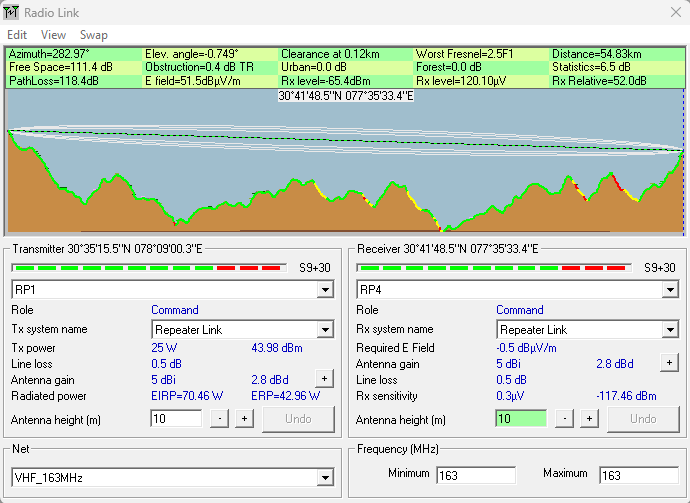 Radio Link
Edit View Swap
Azimuth=282.97° Elev. angle=-0.749° Clearance at 0.12km Worst Fresnel=2.5F1 Distance=54.83km
Free Space=111.4 dB Obstruction=0.4 dB TR Urban=0.0 dB Forest=0.0 dB Statistics=6.5 dB
PathLoss=118.4dB E field=51.5dBµV/m Rx level=-65.4dBm Rx level=120.10µV Rx Relative=52.0dB
30°41'48.5"N 077°35'33.4"E
Transmitter 30°35'15.5"N 078°09'00.3"E
S9+30
RP1
Role Command
Tx system name Repeater Link
Tx power 25 W 43.98 dBm
Line loss 0.5 dB
Antenna gain 5 dBi 2.8 dBd +
Radiated power EIRP=70.46 W ERP=42.96 W
Antenna height (m) 10 - + Undo
Receiver 30°41'48.5"N 077°35'33.4"E
S9+30
RP4
Role Command
Rx system name Repeater Link
Required E Field -0.5 dBµV/m
Antenna gain 5 dBi 2.8 dBd +
Line loss 0.5 dB
Rx sensitivity 0.3µV -117.46 dBm
Antenna height (m) 10 - + Undo
Net
VHF_163MHz
Frequency (MHz)
Minimum 163 Maximum 163